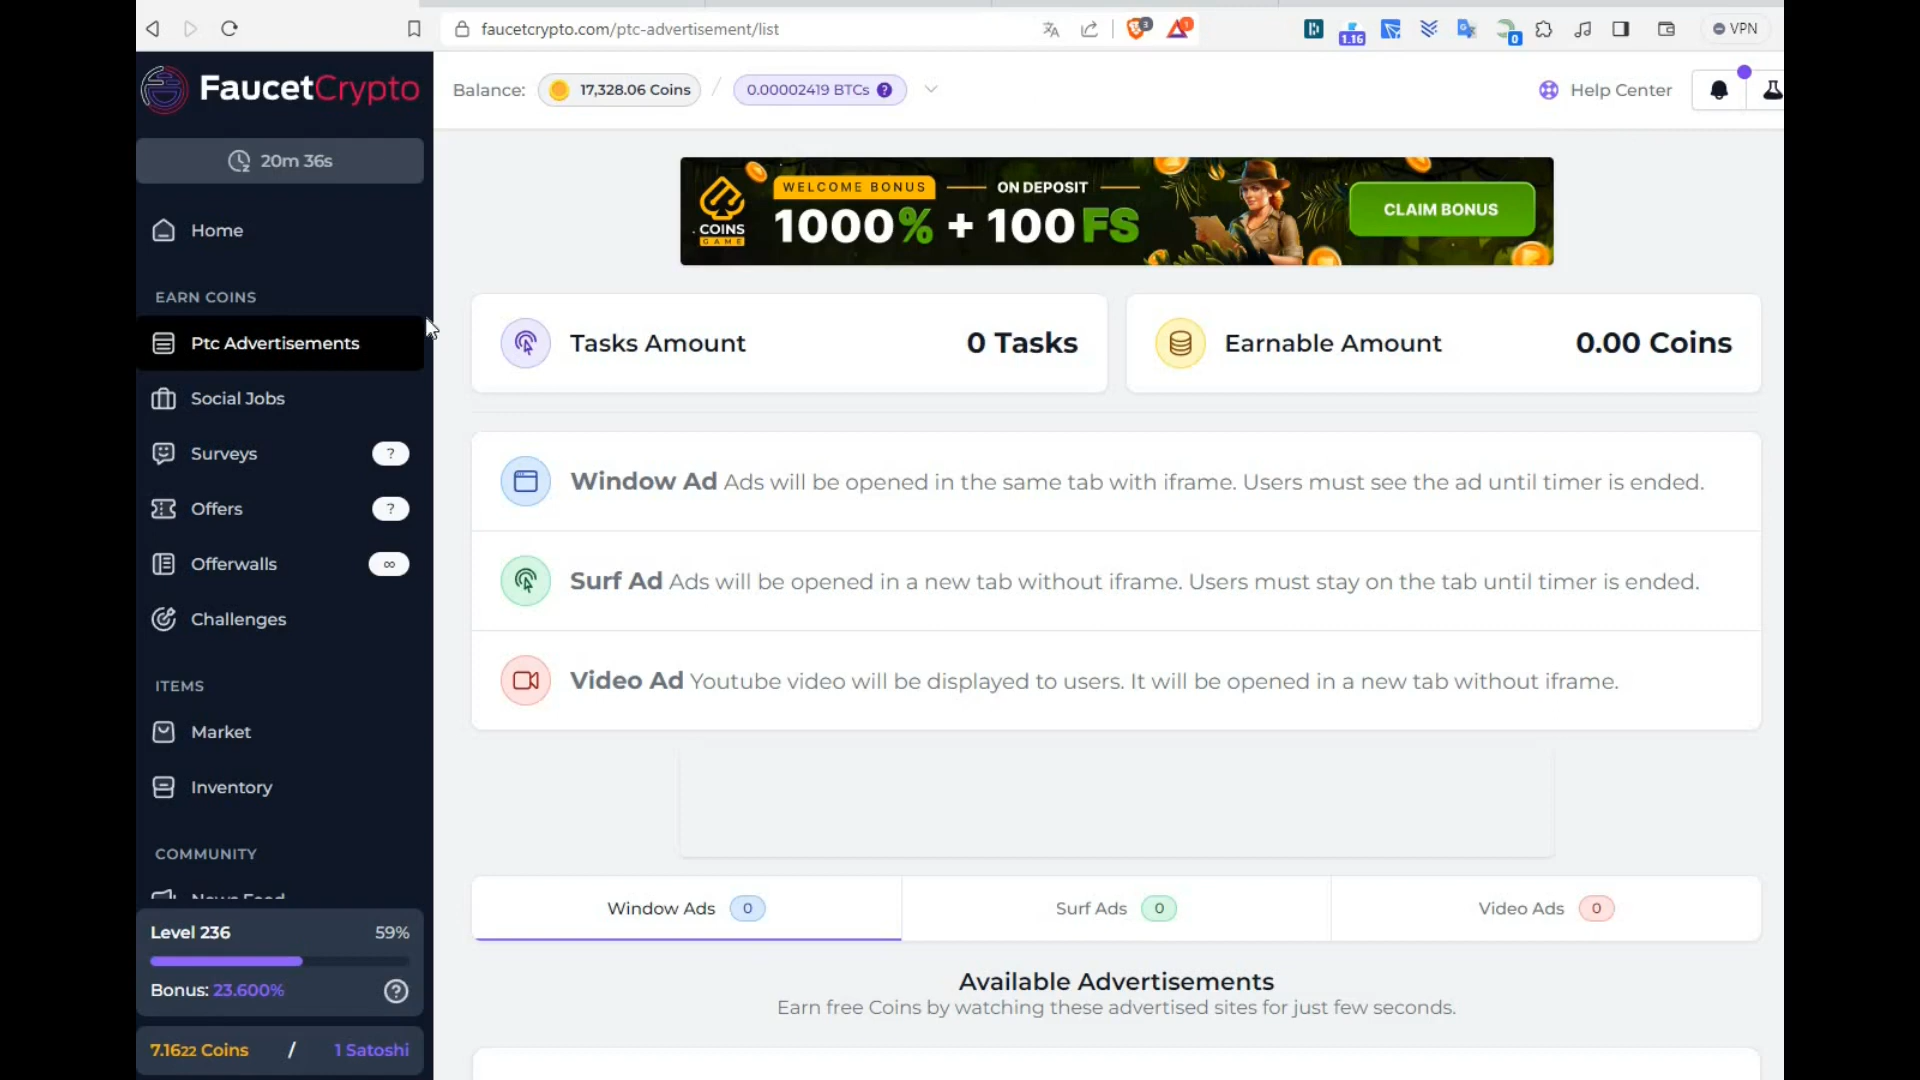 faucetcrypto.com/ptc-advertisement/list
3
1
1.16
0
VPN
FaucetCrypto
Balance:
17,328.06 Coins
/
0.00002419 BTCs
?
Help Center
20m 36s
WELCOME BONUS
ON DEPOSIT
1000% + 100 FS
COINS
GAME
CLAIM BONUS
Home
EARN COINS
Ptc Advertisements
Social Jobs
Surveys ?
Offers ?
Offerwalls ∞
Challenges
ITEMS
Market
Inventory
COMMUNITY
News Feed
Level 236 59%
Bonus: 23.600% ?
7.1622 Coins / 1 Satoshi
Tasks Amount 0 Tasks
Earnable Amount 0.00 Coins
Window Ad Ads will be opened in the same tab with iframe. Users must see the ad until timer is ended.
Surf Ad Ads will be opened in a new tab without iframe. Users must stay on the tab until timer is ended.
Video Ad Youtube video will be displayed to users. It will be opened in a new tab without iframe.
Window Ads 0
Surf Ads 0
Video Ads 0
Available Advertisements
Earn free Coins by watching these advertised sites for just few seconds.